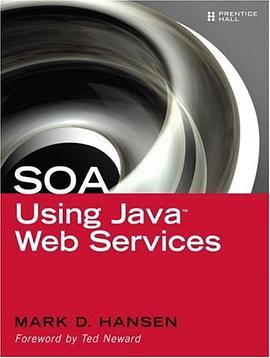 PRENTICE
HALL
SOA
Using Java™
Web Services
MARK D. HANSEN
Foreword by Ted Neward